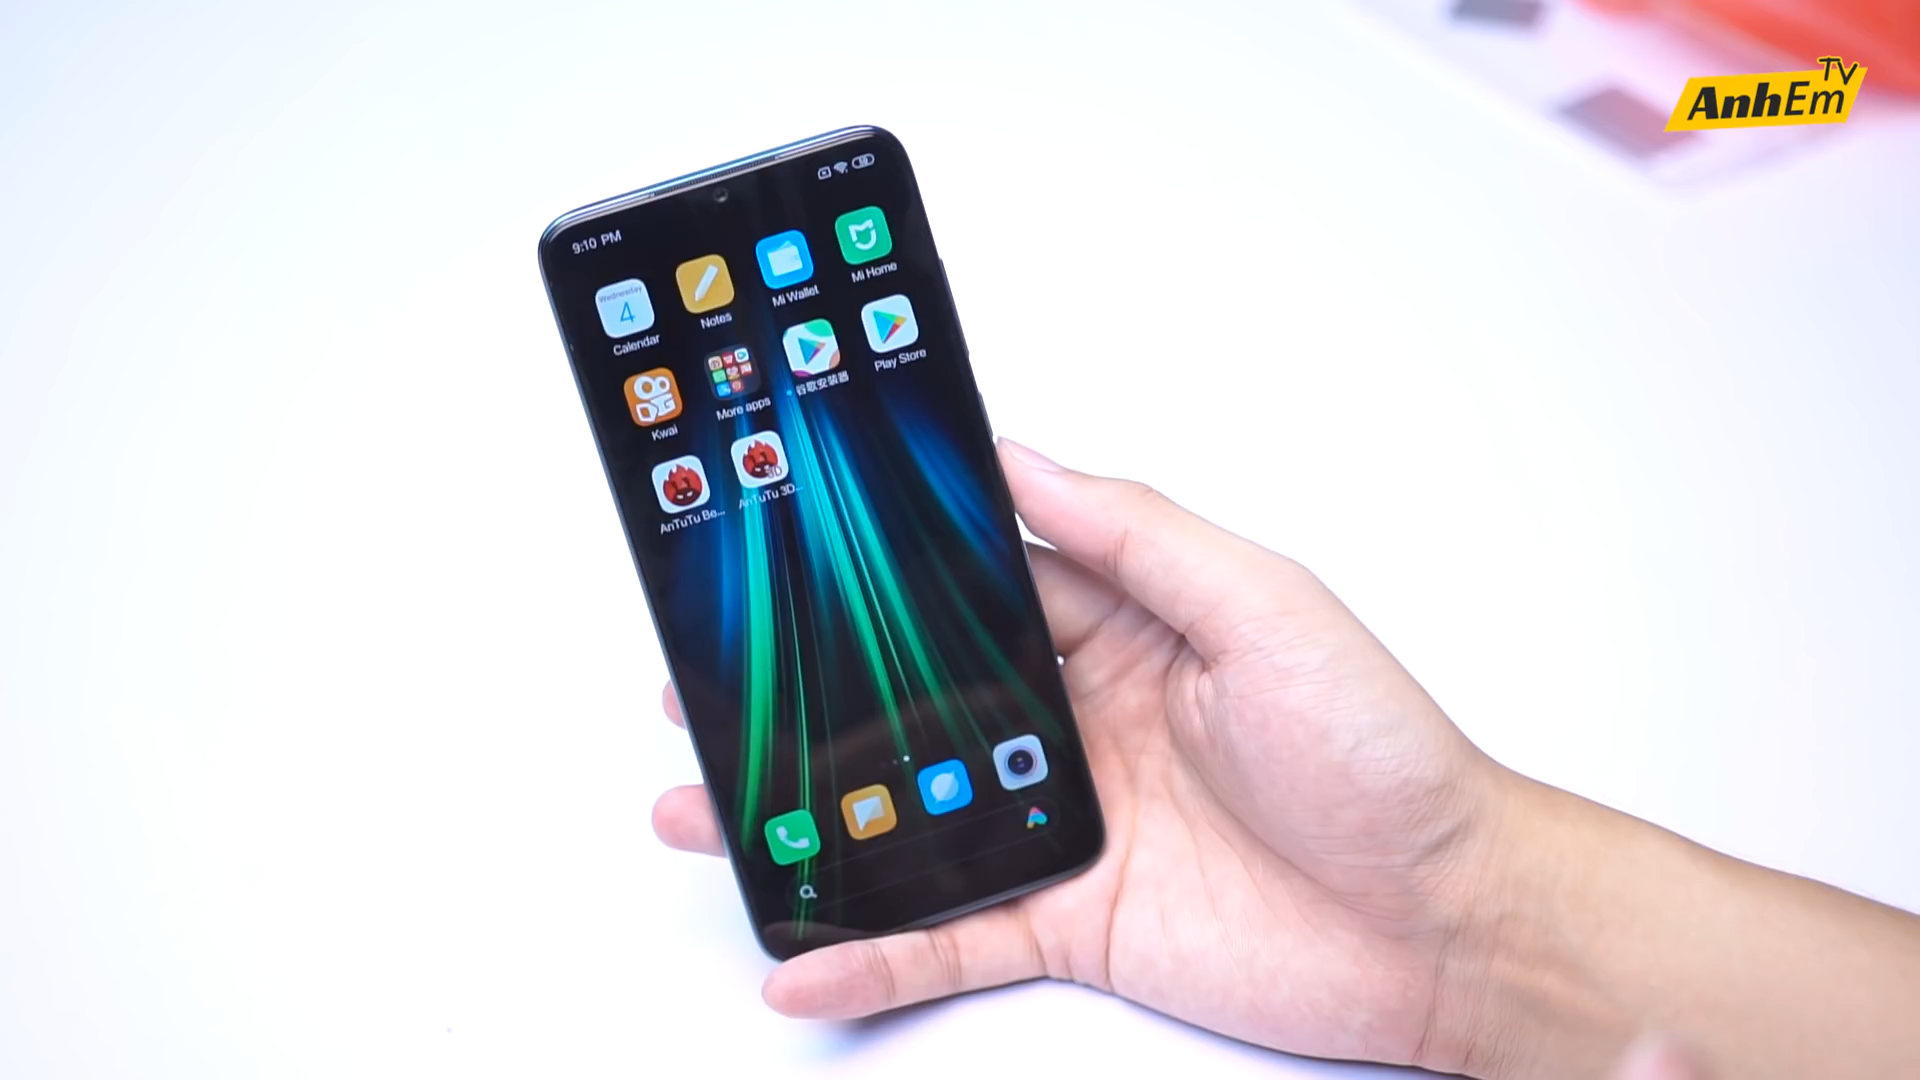 TV
AnhEm
9:10 PM
Wednesday
4
Calendar
Notes
Mi Wallet
Mi Home
Kwai
More apps
谷歌安装器
Play Store
AnTuTu Be...
3D
AnTuTu 3D...